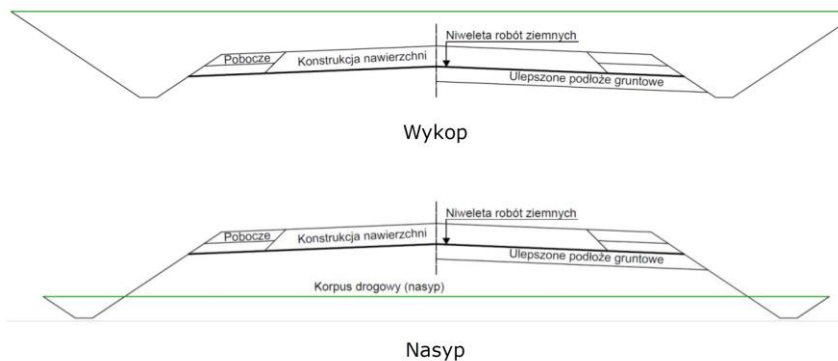 Niweleta robót ziemnych
Pobocze
Konstrukcja nawierzchni
Ulepszone podłoże gruntowe
Wykop
Niweleta robót ziemnych
Pobocze
Konstrukcja nawierzchni
Ulepszone podłoże gruntowe
Korpus drogowy (nasyp)
Nasyp